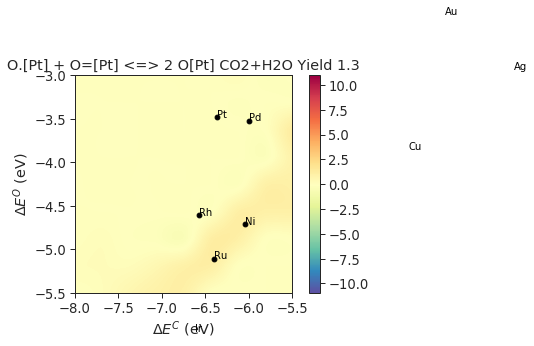 Au
O.[Pt] + O=[Pt] <=> 2 O[Pt] CO2+H2O Yield 1.3
Ag
−3.0
10.0
−3.5
Pt
Pd
7.5
Cu
−4.0
5.0
2.5
−4.5
Rh
0.0
Ni
−2.5
−5.0
Ru
−5.0
−7.5
−5.5
−10.0
−8.0 −7.5 −7.0 −6.5 −6.0 −5.5
ΔE^C (eV)
ΔE^O (eV)